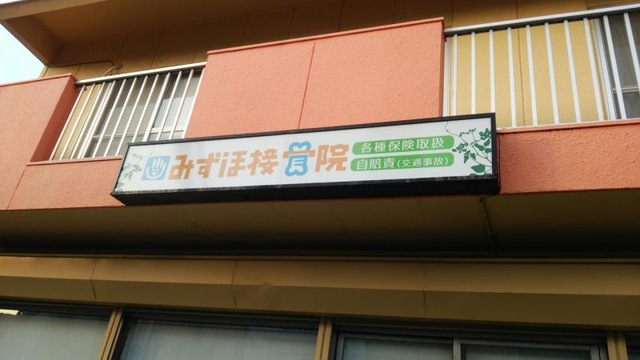 みずほ接骨院
各種保険取扱
自賠責(交通事故)